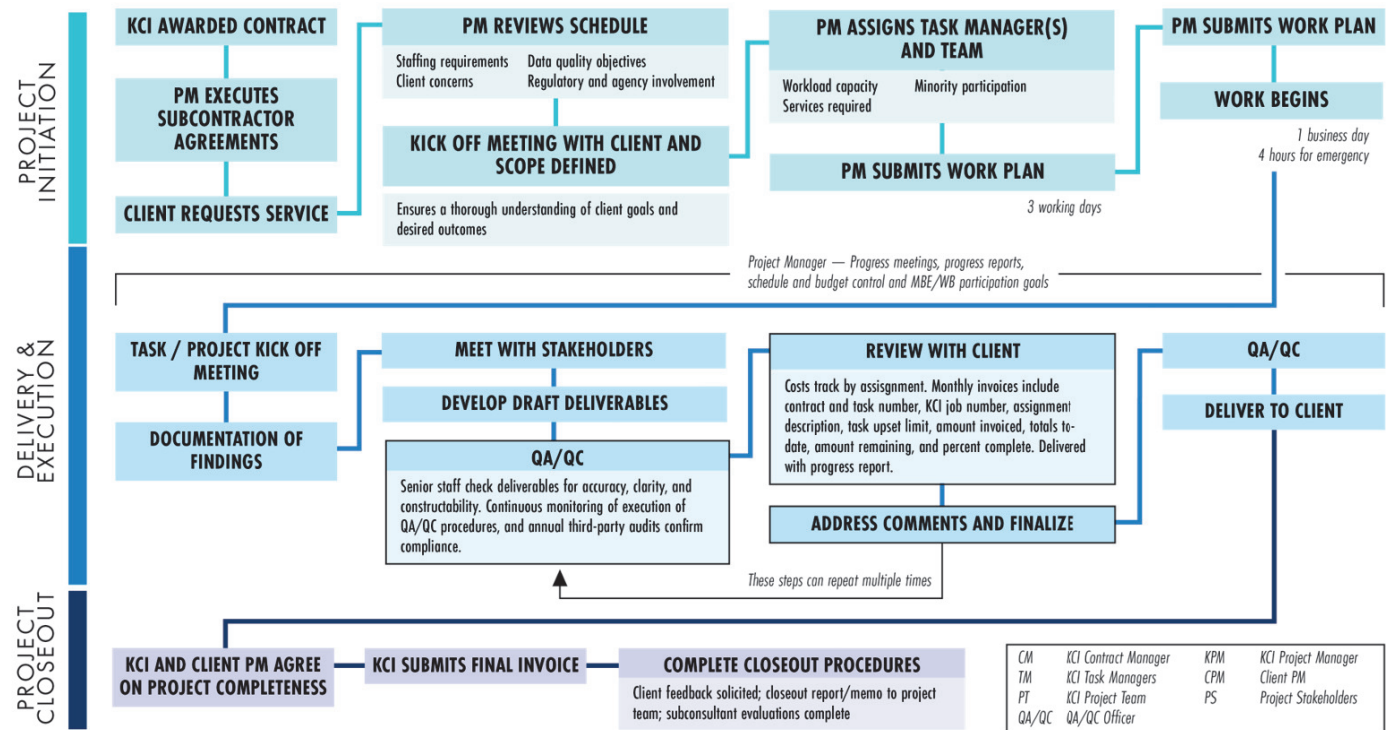 PROJECT
INITIATION
KCI AWARDED CONTRACT
PM EXECUTES
SUBCONTRACTOR
AGREEMENTS
CLIENT REQUESTS SERVICE
PM REVIEWS SCHEDULE
Staffing requirements
Client concerns
Data quality objectives
Regulatory and agency involvement
KICK OFF MEETING WITH CLIENT AND
SCOPE DEFINED
Ensures a thorough understanding of client goals and
desired outcomes
PM ASSIGNS TASK MANAGER(S)
AND TEAM
Workload capacity
Services required
Minority participation
PM SUBMITS WORK PLAN
3 working days
PM SUBMITS WORK PLAN
WORK BEGINS
1 business day
4 hours for emergency
DELIVERY &
EXECUTION
Project Manager — Progress meetings, progress reports,
schedule and budget control and MBE/WB participation goals
TASK / PROJECT KICK OFF
MEETING
DOCUMENTATION OF
FINDINGS
MEET WITH STAKEHOLDERS
DEVELOP DRAFT DELIVERABLES
QA/QC
Senior staff check deliverables for accuracy, clarity, and
constructability. Continuous monitoring of execution of
QA/QC procedures, and annual third-party audits confirm
compliance.
REVIEW WITH CLIENT
Costs track by assisgnment. Monthly invoices include
contract and task number, KCI job number, assignment
description, task upset limit, amount invoiced, totals to-
date, amount remaining, and percent complete. Delivered
with progress report.
ADDRESS COMMENTS AND FINALIZE
These steps can repeat multiple times
QA/QC
DELIVER TO CLIENT
PROJECT
CLOSEOUT
KCI AND CLIENT PM AGREE
ON PROJECT COMPLETENESS
KCI SUBMITS FINAL INVOICE
COMPLETE CLOSEOUT PROCEDURES
Client feedback solicited; closeout report/memo to project
team; subconsultant evaluations complete
CM KCI Contract Manager KPM KCI Project Manager
TM KCI Task Managers CPM Client PM
PT KCI Project Team PS Project Stakeholders
QA/QC QA/QC Officer